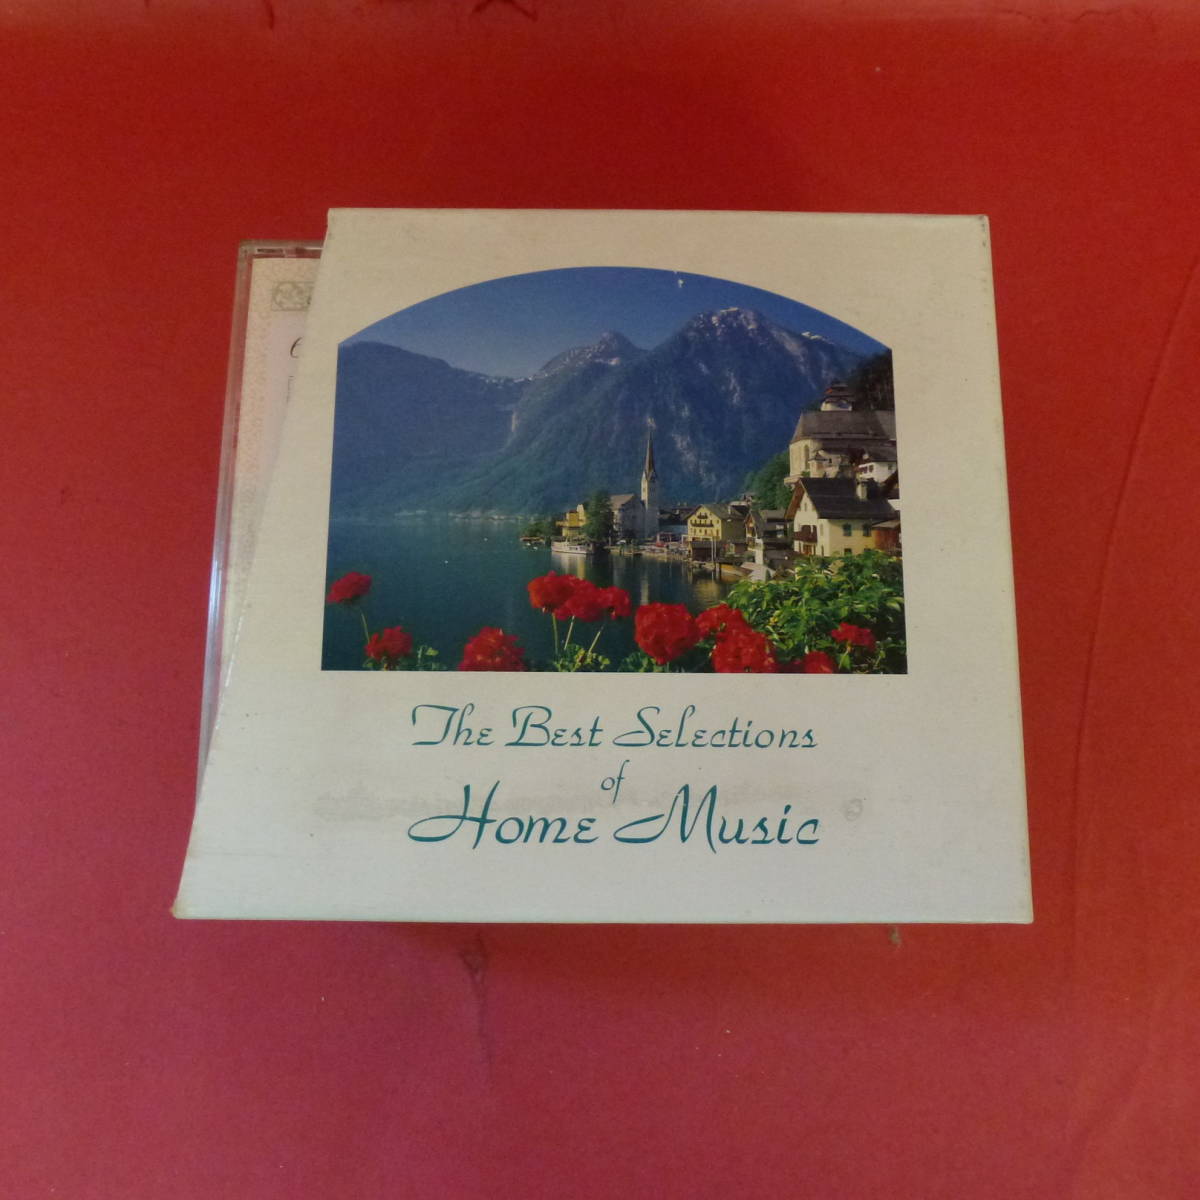 The Best Selections
of
Home Music